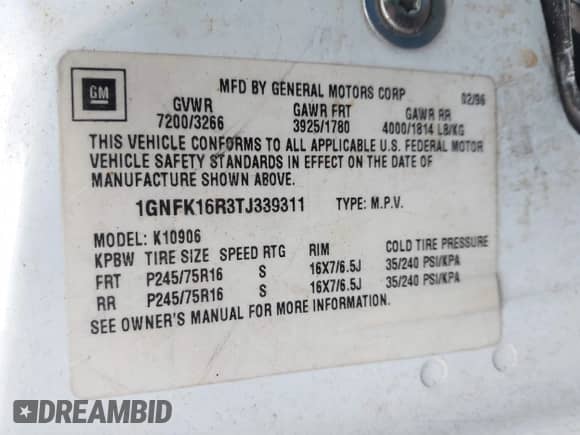 GM
MFD BY GENERAL MOTORS CORP 02/96
GVWR GAWR FRT GAWR RR
7200/3266 3925/1780 4000/1814 LB/KG
THIS VEHICLE CONFORMS TO ALL APPLICABLE U.S. FEDERAL MOTOR
VEHICLE SAFETY STANDARDS IN EFFECT ON THE DATE OF
MANUFACTURE SHOWN ABOVE.
1GNFK16R3TJ339311 TYPE: M.P.V.
MODEL: K10906
KPBW TIRE SIZE SPEED RTG RIM COLD TIRE PRESSURE
FRT P245/75R16 S 16X7/6.5J 35/240 PSI/KPA
RR P245/75R16 S 16X7/6.5J 35/240 PSI/KPA
SEE OWNER'S MANUAL FOR MORE INFORMATION.
DREAMBID